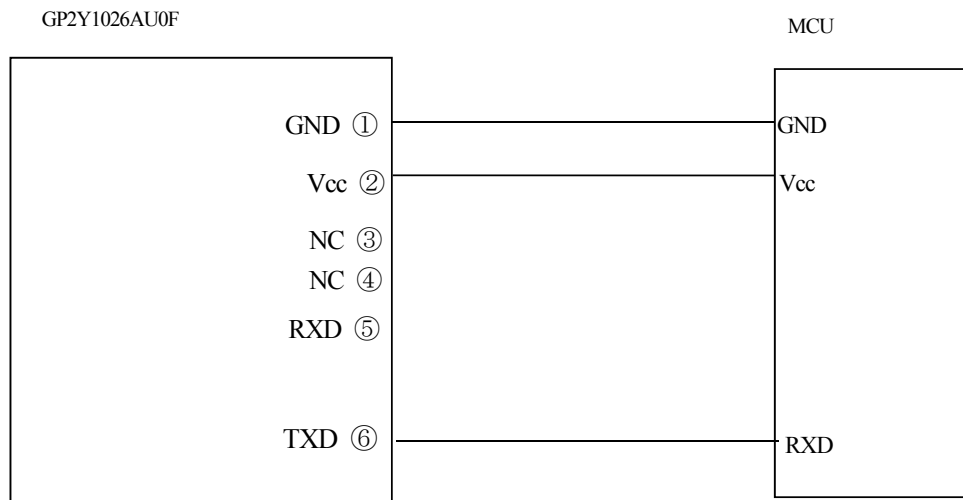 GP2Y1026AU0F
MCU
GND ①
GND
Vcc ②
Vcc
NC ③
NC ④
RXD ⑤
TXD ⑥
RXD